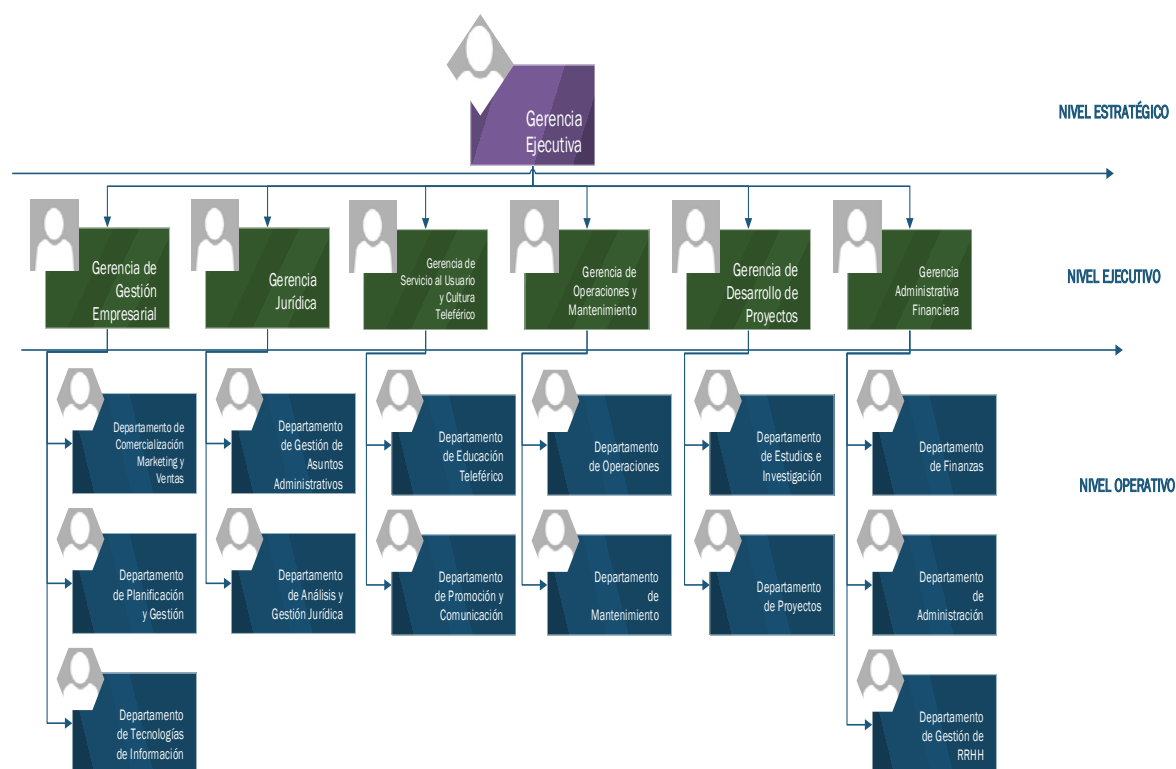 Gerencia
Ejecutiva
NIVEL ESTRATÉGICO
Gerencia de
Gestión
Empresarial
Gerencia
Jurídica
Gerencia de
Servicio al Usuario
y Cultura
Teleférico
Gerencia de
Operaciones y
Mantenimiento
Gerencia de
Desarrollo de
Proyectos
Gerencia
Administrativa
Financiera
NIVEL EJECUTIVO
Departamento de
Comercialización
Marketing y
Ventas
Departamento
de Gestión de
Asuntos
Administrativos
Departamento
de Educación
Teleférico
Departamento
de Operaciones
Departamento
de Estudios e
Investigación
Departamento
de Finanzas
NIVEL OPERATIVO
Departamento
de Planificación
y Gestión
Departamento
de Análisis y
Gestión Jurídica
Departamento
de Promoción y
Comunicación
Departamento
de
Mantenimiento
Departamento
de Proyectos
Departamento
de
Administración
Departamento
de Tecnologías
de Información
Departamento
de Gestión de
RRHH